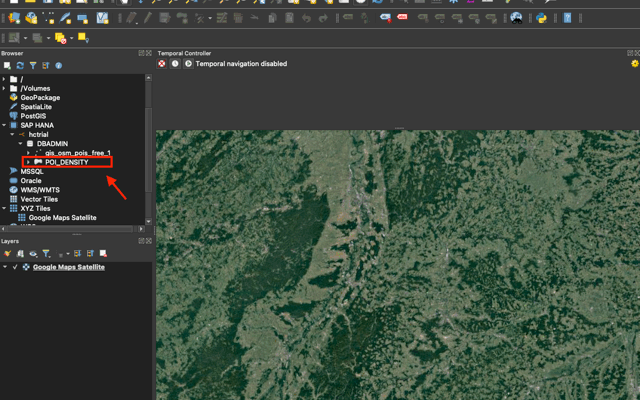 Browser
Temporal Controller
Temporal navigation disabled
/
/Volumes
GeoPackage
SpatiaLite
PostGIS
SAP HANA
hctrial
DBADMIN
gis_osm_pois_free_1
POI_DENSITY
MSSQL
Oracle
WMS/WMTS
Vector Tiles
XYZ Tiles
Google Maps Satellite
Layers
Google Maps Satellite